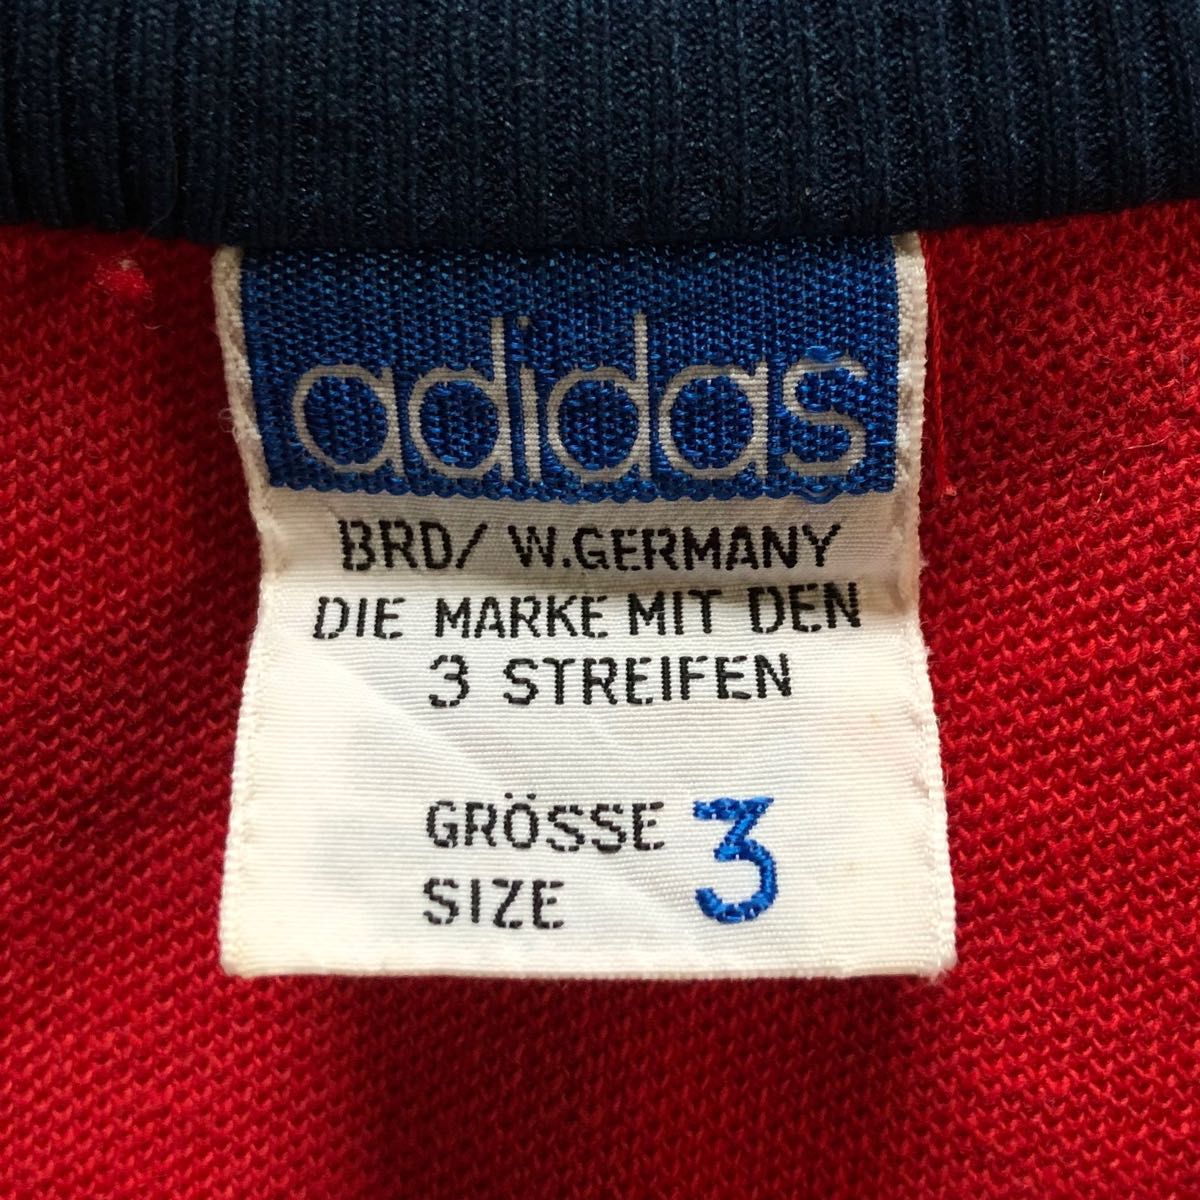 adidas
BRD/ W.GERMANY
DIE MARKE MIT DEN
3 STREIFEN
GRÖSSE 3
SIZE